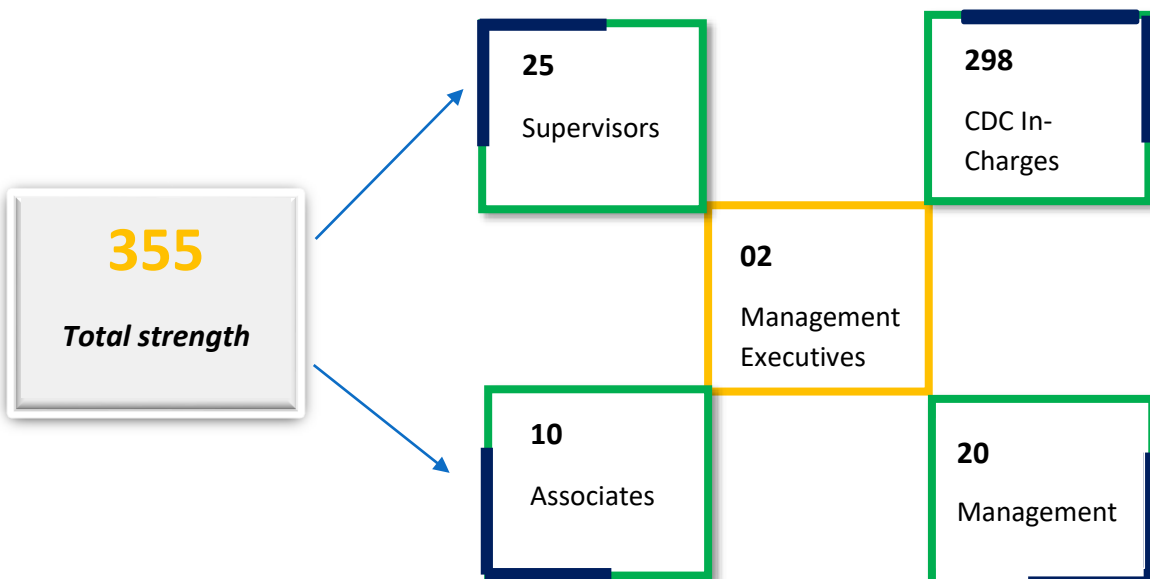 355
Total strength
25
Supervisors
298
CDC In-
Charges
02
Management
Executives
10
Associates
20
Management